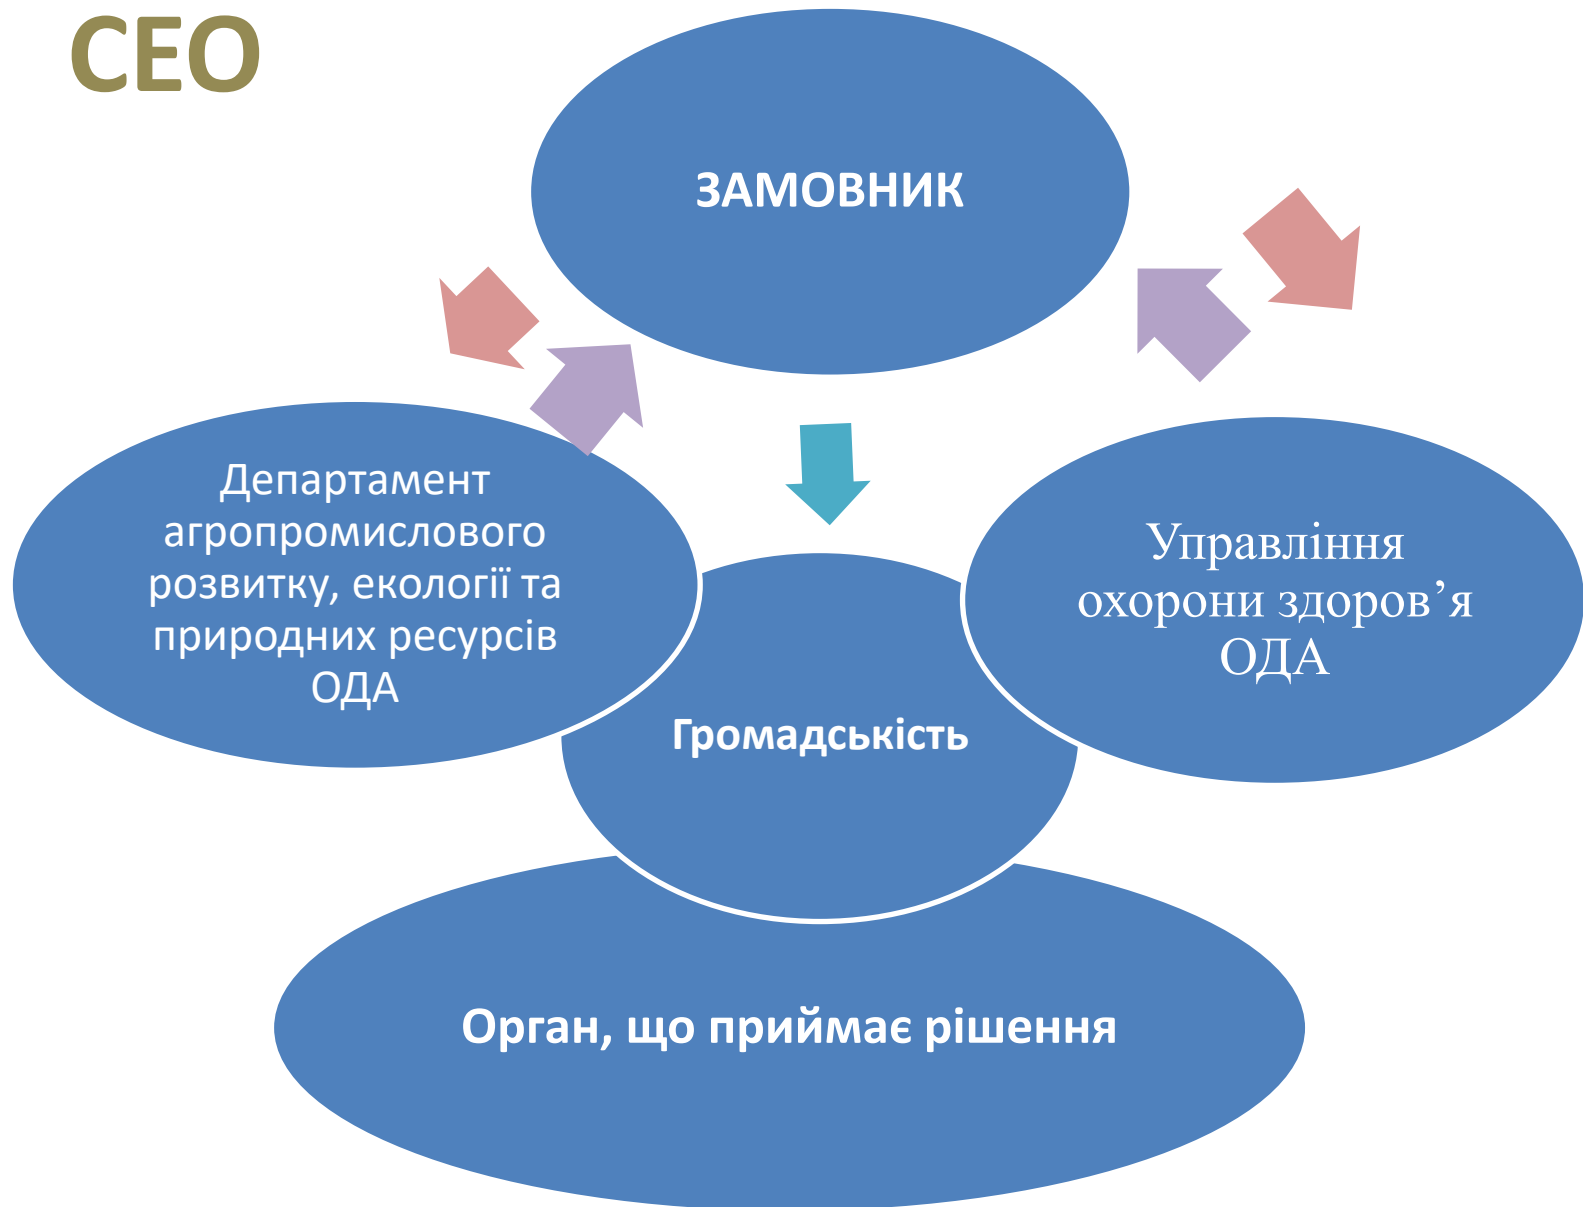 СЕО
ЗАМОВНИК
Департамент
агропромислового
розвитку, екології та
природних ресурсів
ОДА
Управління
охорони здоров’я
ОДА
Громадськість
Орган, що приймає рішення